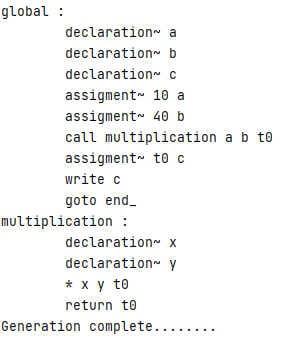 global :
declaration~ a
declaration~ b
declaration~ c
assigment~ 10 a
assigment~ 40 b
call multiplication a b t0
assigment~ t0 c
write c
goto end_
multiplication :
declaration~ x
declaration~ y
* x y t0
return t0
Generation complete........